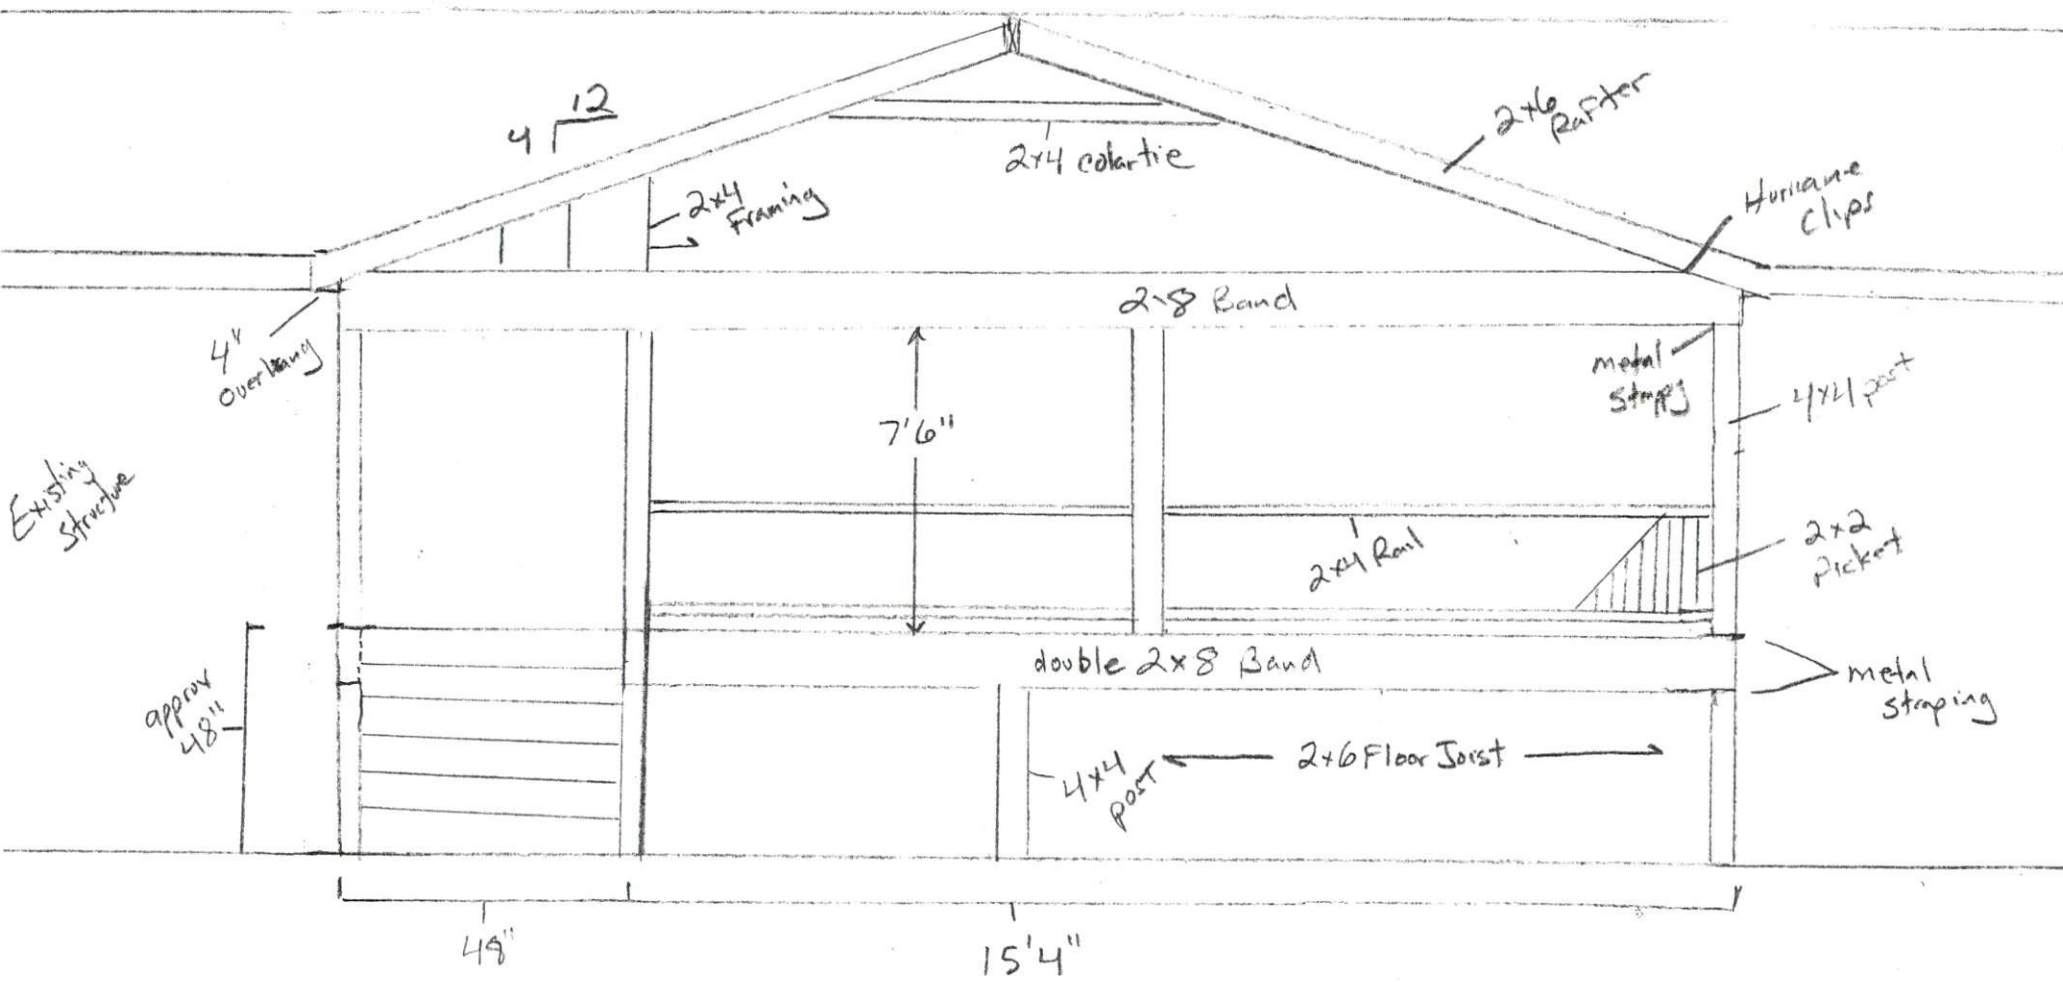 12
4
2x4 colartie
2x6
Rafter
Hurricane
Clips
2x4
Framing
2x8 Band
4"
overhang
metal
4x4 post
7'6"
Existing
Structure
2x4 Rail
2x2
Picket
double 2x8 Band
metal
straping
approx
48"
4x4
post
2x6 Floor Joist
48"
15'4"